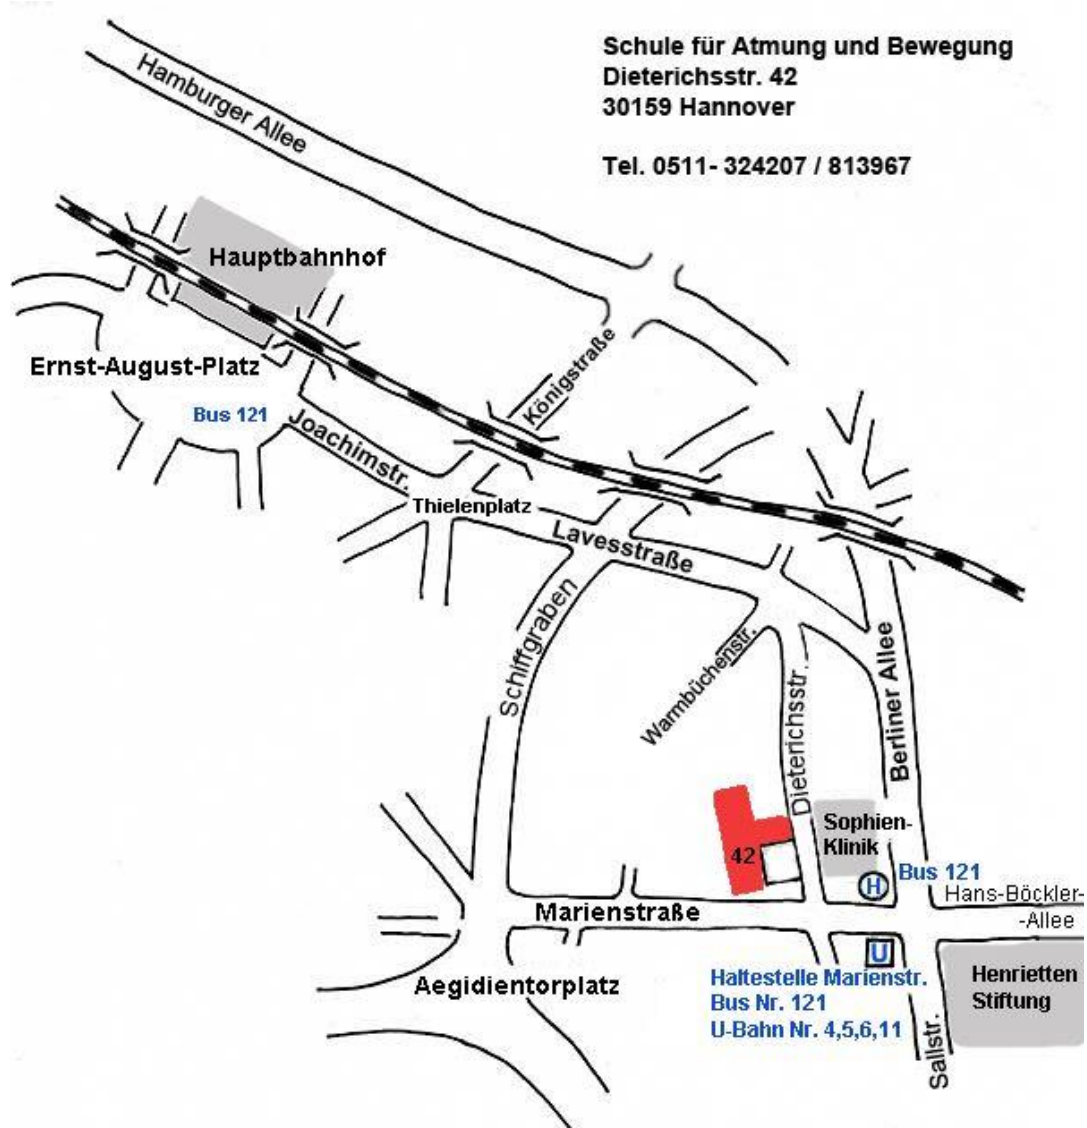 Schule für Atmung und Bewegung
Dieterichsstr. 42
30159 Hannover
Tel. 0511- 324207 / 813967
Hamburger Allee
Hauptbahnhof
Ernst-August-Platz
Bus 121
Königstraße
Joachimstr.
Thielenplatz
Lavesstraße
Schiffgraben
Warmbüchenstr.
Dieterichsstr.
Berliner Allee
Sophien-
Klinik
42
H
Bus 121
Hans-Böckler-
-Allee
Marienstraße
U
Aegidientorplatz
Haltestelle Marienstr.
Bus Nr. 121
U-Bahn Nr. 4,5,6,11
Henrietten
Stiftung
Sallstr.